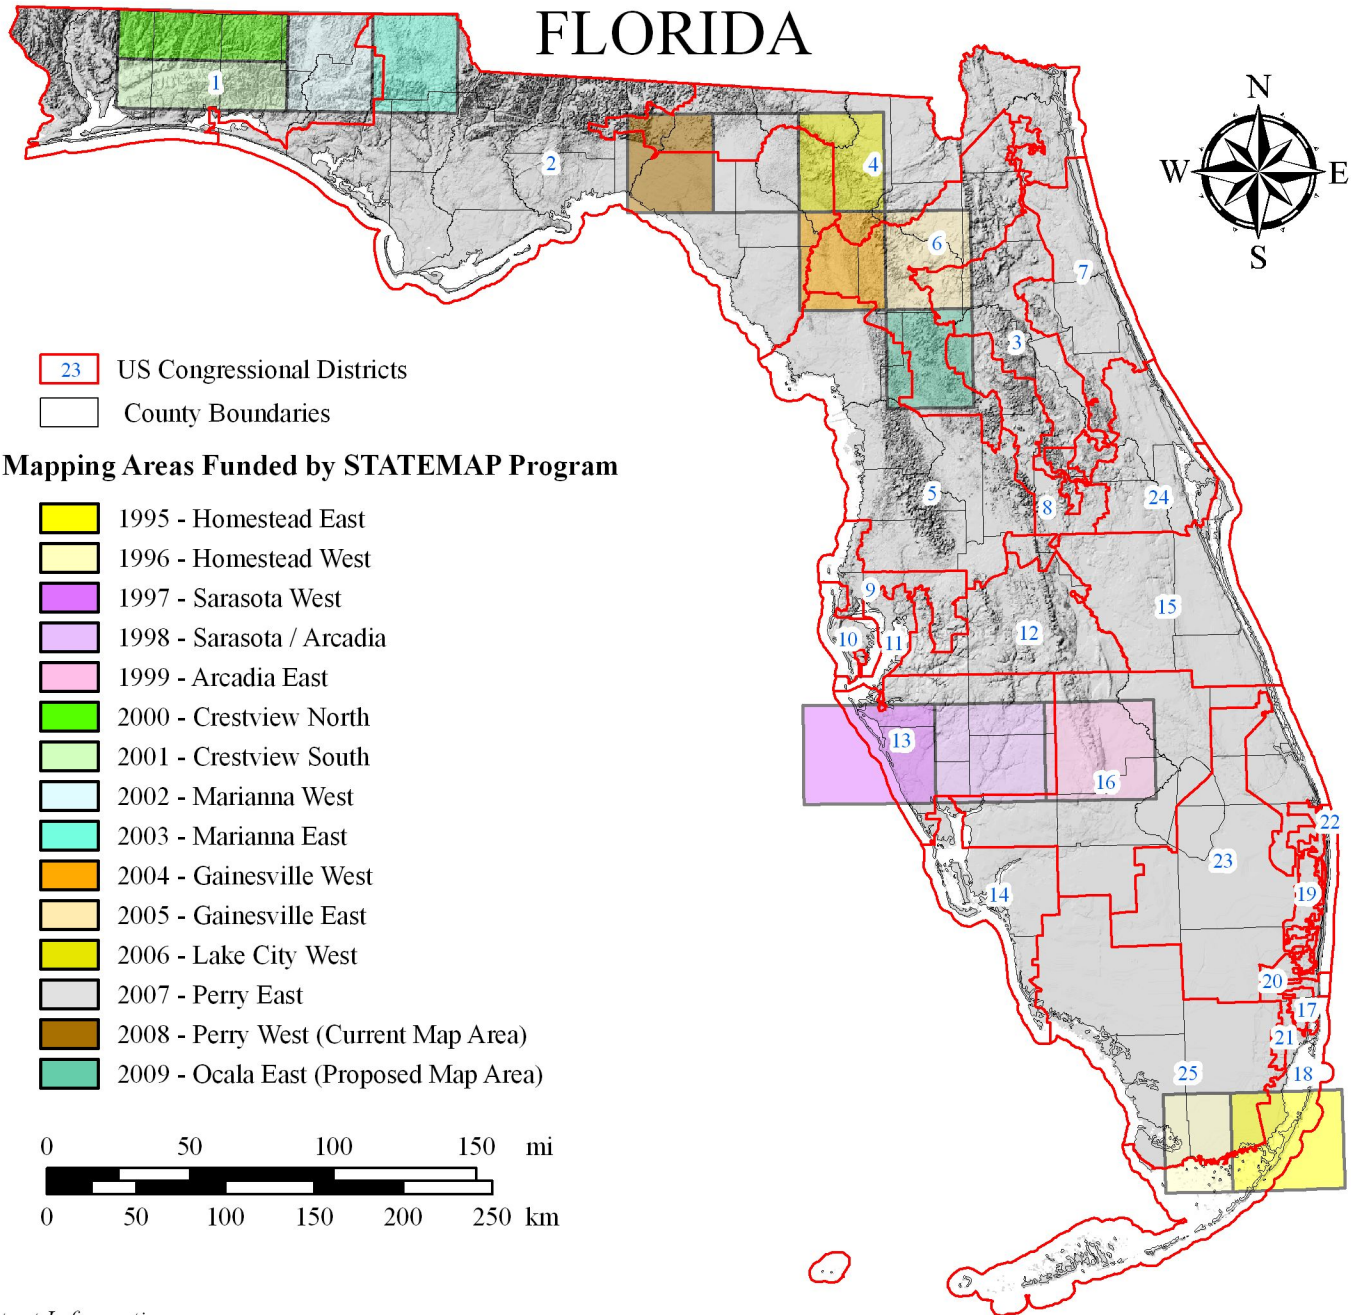 FLORIDA
N
W E
S
1
2
4
6
7
3
5
8
24
9
10
11
12
15
13
16
14
23
22
19
20
17
21
18
25
23 US Congressional Districts
County Boundaries
Mapping Areas Funded by STATEMAP Program
1995 - Homestead East
1996 - Homestead West
1997 - Sarasota West
1998 - Sarasota / Arcadia
1999 - Arcadia East
2000 - Crestview North
2001 - Crestview South
2002 - Marianna West
2003 - Marianna East
2004 - Gainesville West
2005 - Gainesville East
2006 - Lake City West
2007 - Perry East
2008 - Perry West (Current Map Area)
2009 - Ocala East (Proposed Map Area)
0 50 100 150 mi
0 50 100 150 200 250 km